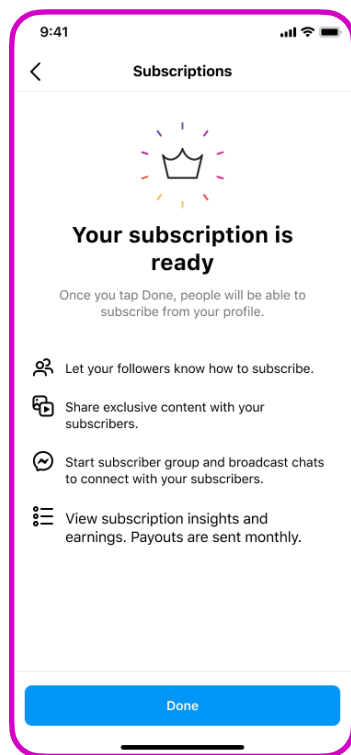 9:41
Subscriptions
Your subscription is
ready
Once you tap Done, people will be able to
subscribe from your profile.
Let your followers know how to subscribe.
Share exclusive content with your
subscribers.
Start subscriber group and broadcast chats
to connect with your subscribers.
View subscription insights and
earnings. Payouts are sent monthly.
Done